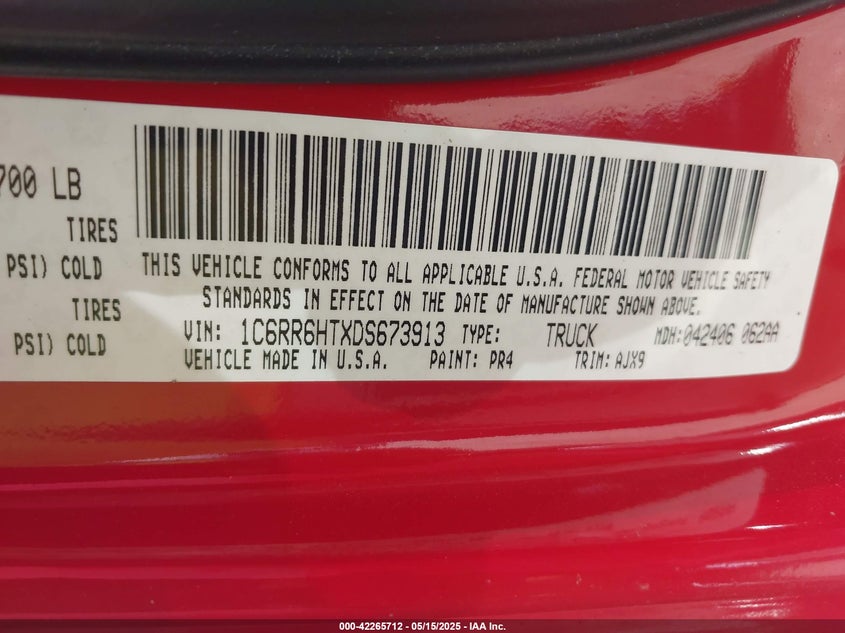 700 LB
TIRES
PSI) COLD
TIRES
PSI) COLD
THIS VEHICLE CONFORMS TO ALL APPLICABLE U.S.A. FEDERAL MOTOR VEHICLE SAFETY
STANDARDS IN EFFECT ON THE DATE OF MANUFACTURE SHOWN ABOVE.
VIN: 1C6RR6HTXDS673913 TYPE: TRUCK MDH: 042406 062AA
VEHICLE MADE IN U.S.A. PAINT: PR4 TRIM: AJX9
000-42265712 - 05/15/2025 - IAA Inc.